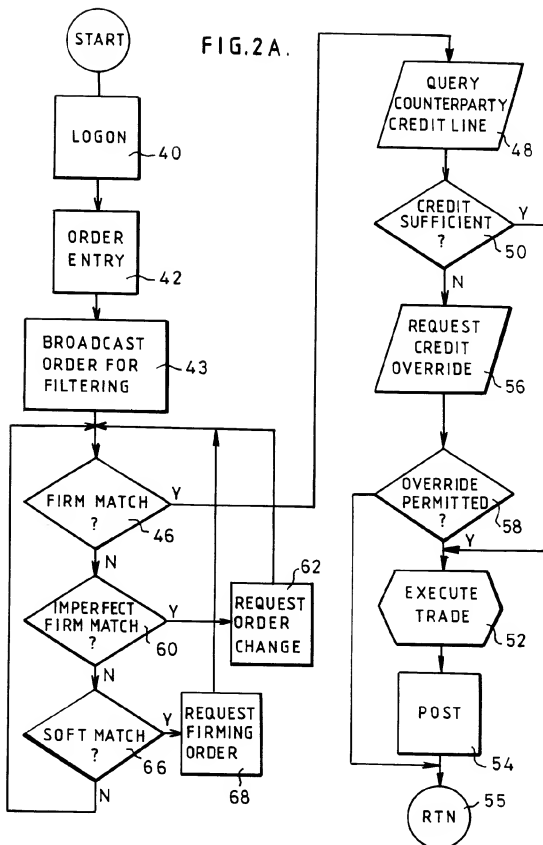 START
FIG.2A.
LOGON
40
ORDER
ENTRY
42
BROADCAST
ORDER FOR
FILTERING
43
FIRM MATCH
?
46
Y
N
IMPERFECT
FIRM MATCH
?
60
Y
N
62
REQUEST
ORDER
CHANGE
SOFT MATCH
?
66
Y
N
REQUEST
FIRMING
ORDER
68
QUERY
COUNTERPARTY
CREDIT LINE
48
CREDIT
SUFFICIENT
?
50
Y
N
REQUEST
CREDIT
OVERRIDE
56
OVERRIDE
PERMITTED
?
58
Y
EXECUTE
TRADE
52
POST
54
55
RTN